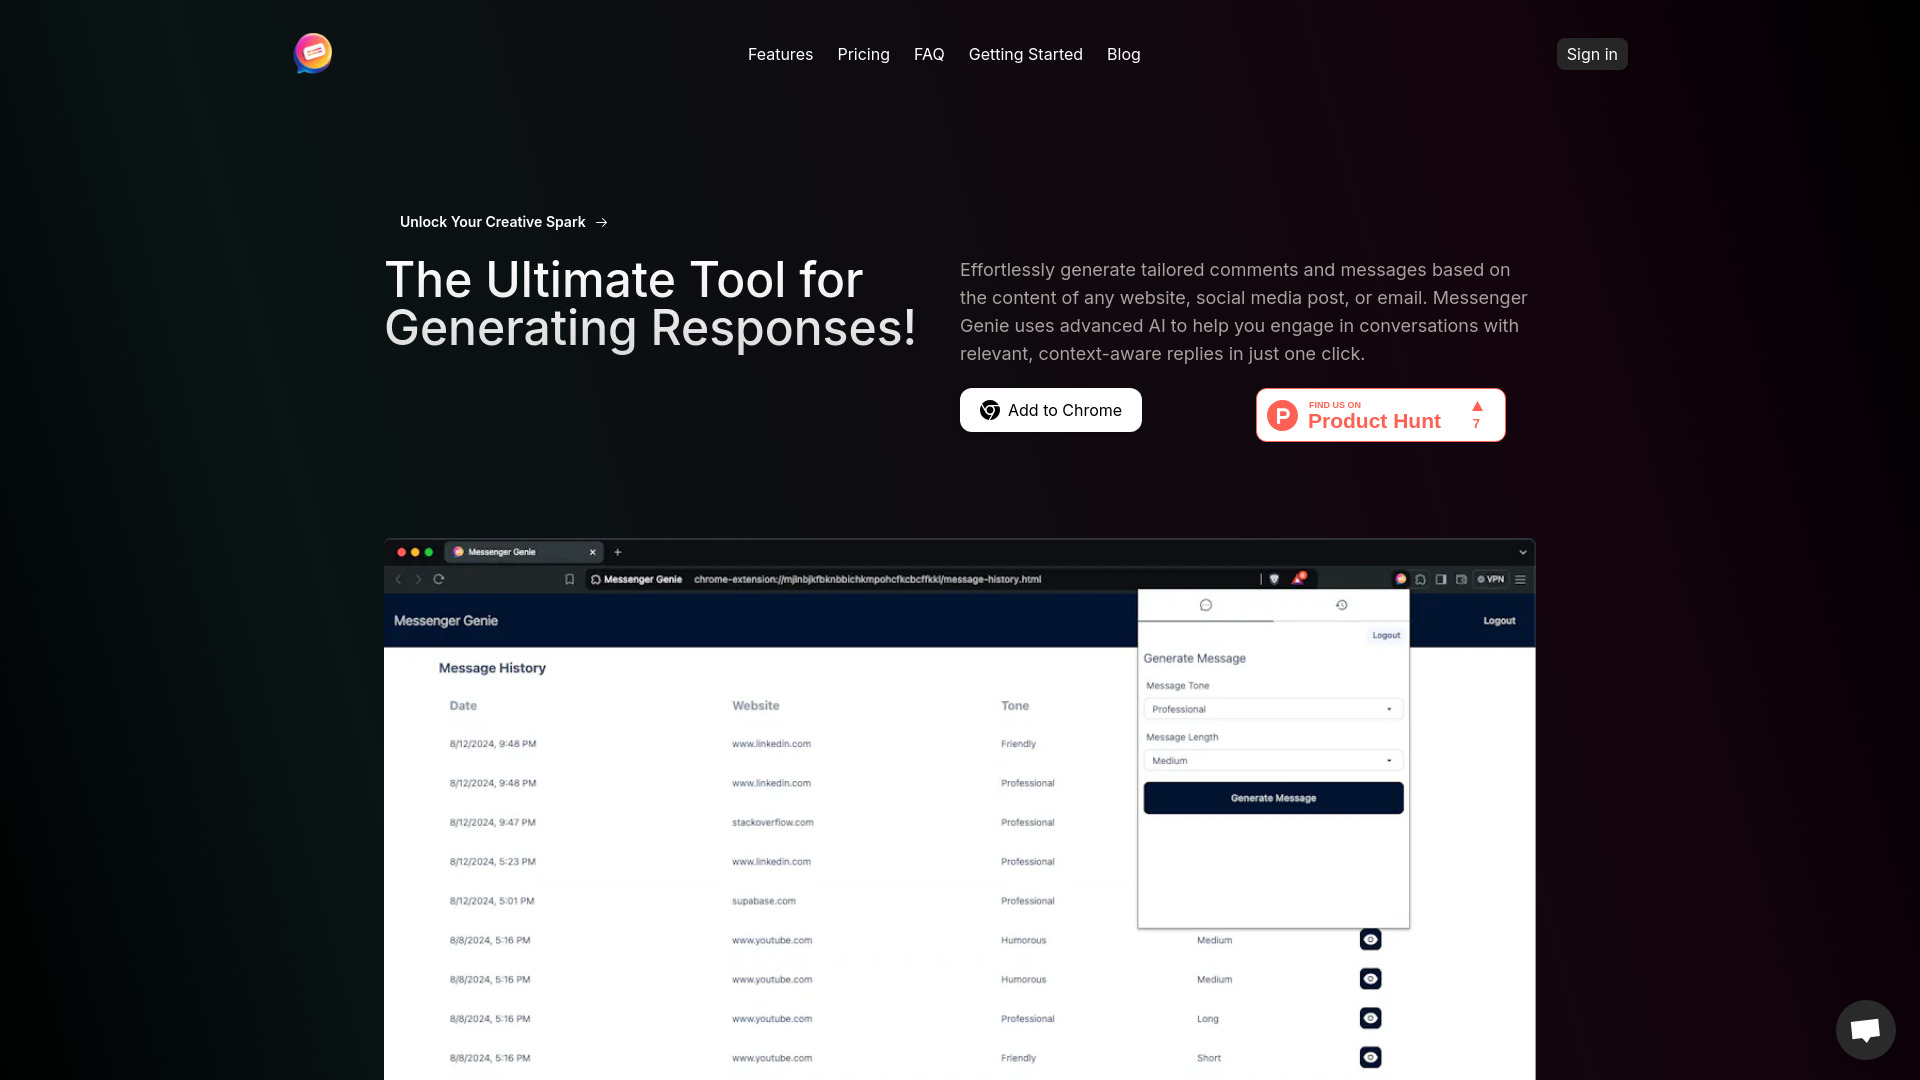 Features Pricing FAQ Getting Started Blog Sign in
Unlock Your Creative Spark →
The Ultimate Tool for
Generating Responses!
Effortlessly generate tailored comments and messages based on
the content of any website, social media post, or email. Messenger
Genie uses advanced AI to help you engage in conversations with
relevant, context-aware replies in just one click.
Add to Chrome
P
FIND US ON
Product Hunt
7
Messenger Genie
Messenger Genie chrome-extension://mjlnbjkfbknbbichkmpohcfkcbcffkkl/message-history.html
VPN
Messenger Genie
Logout
Message History
Date Website Tone
8/12/2024, 9:48 PM www.linkedin.com Friendly
8/12/2024, 9:48 PM www.linkedin.com Professional
8/12/2024, 9:47 PM stackoverflow.com Professional
8/12/2024, 5:23 PM www.linkedin.com Professional
8/12/2024, 5:01 PM supabase.com Professional
8/8/2024, 5:16 PM www.youtube.com Humorous Medium
8/8/2024, 5:16 PM www.youtube.com Humorous Medium
8/8/2024, 5:16 PM www.youtube.com Professional Long
8/8/2024, 5:16 PM www.youtube.com Friendly Short
Logout
Generate Message
Message Tone
Professional
Message Length
Medium
Generate Message